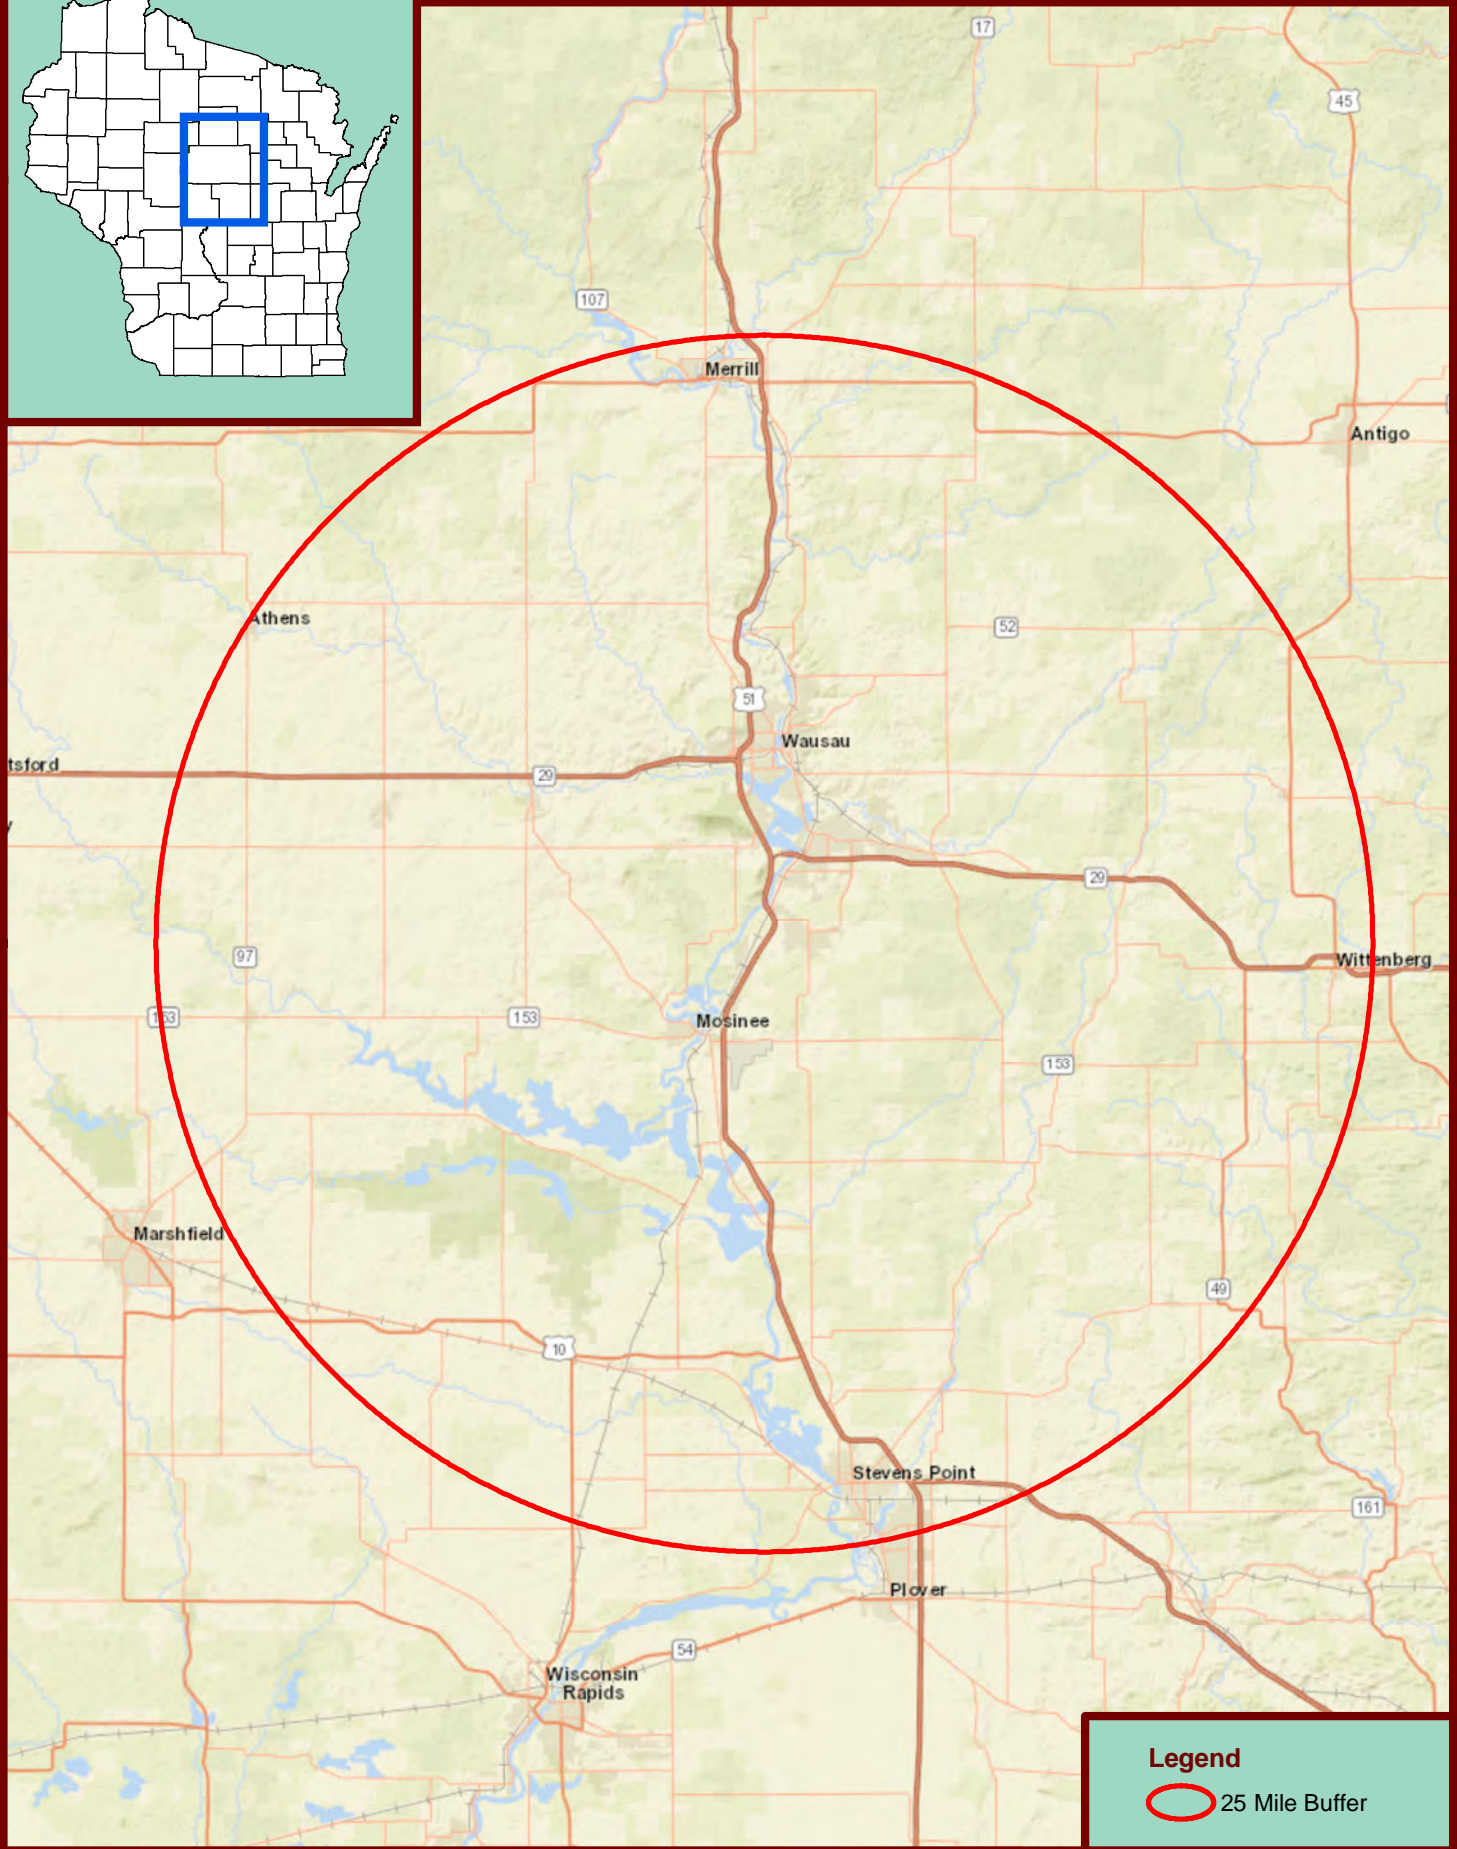 17
45
107
Merrill
Antigo
Athens
52
51
Wausau
tsford
29
29
97
Wittenberg
153
153
Mosinee
153
Marshfield
49
10
Stevens Point
161
Plover
54
Wisconsin
Rapids
Legend
25 Mile Buffer